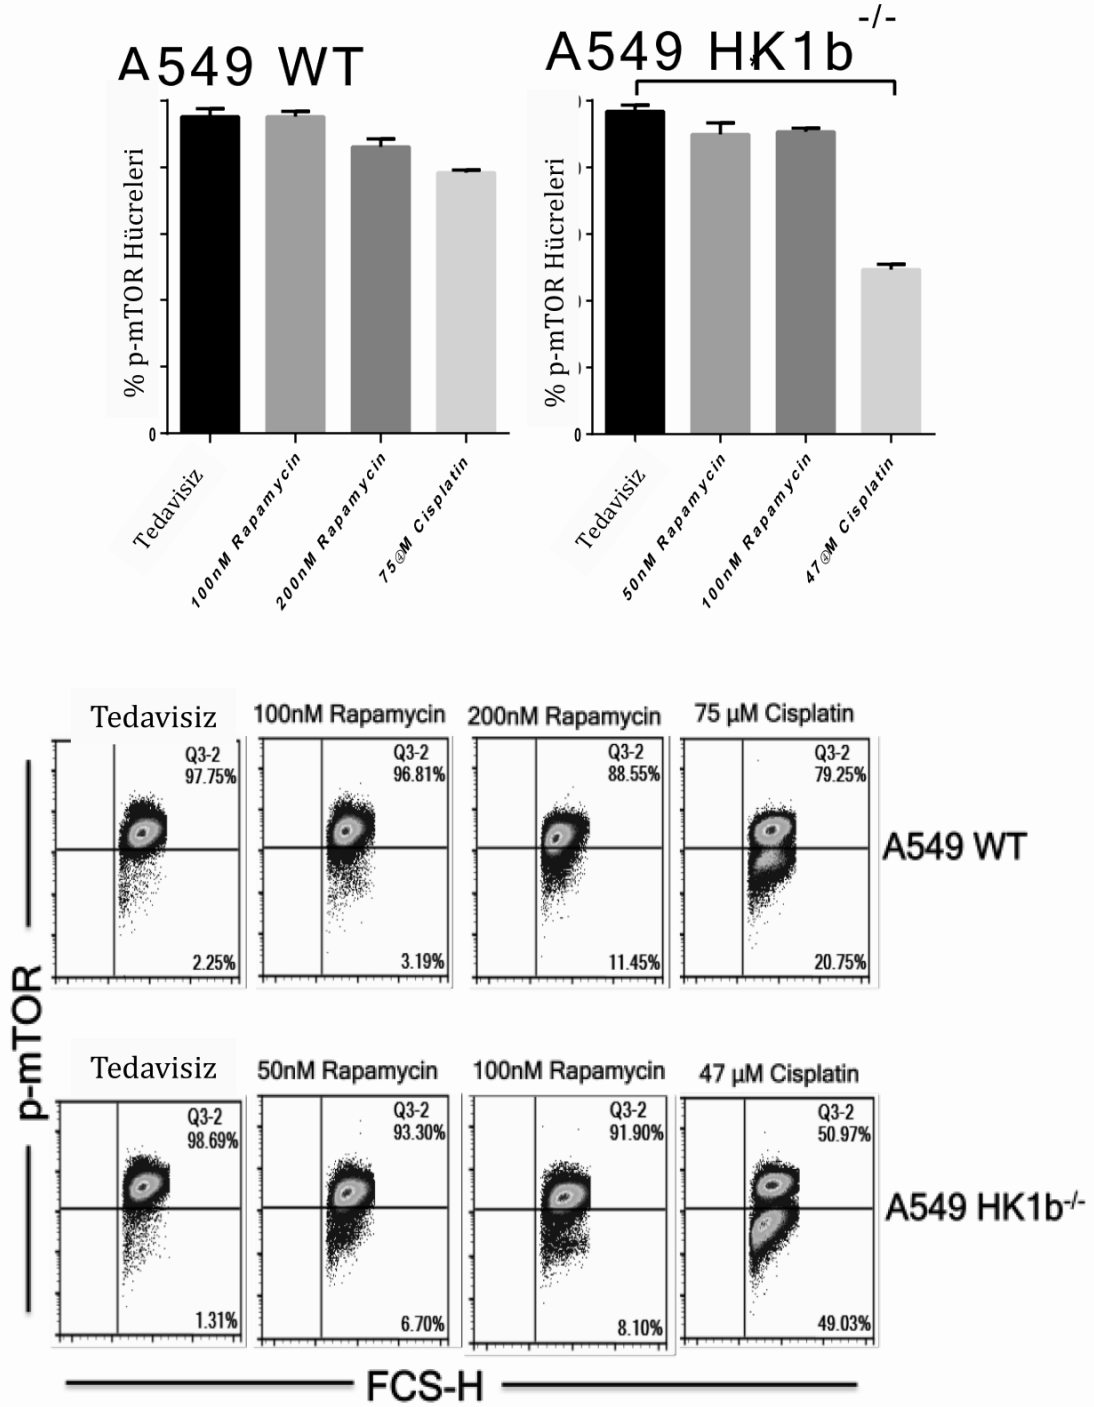 A549 WT
A549 HK1b-/-
*
% p-mTOR Hücreleri
0
Tedavisiz
100nM Rapamycin
200nM Rapamycin
75@M Cisplatin
% p-mTOR Hücreleri
0
Tedavisiz
50nM Rapamycin
100nM Rapamycin
47@M Cisplatin
Tedavisiz
100nM Rapamycin
200nM Rapamycin
75 µM Cisplatin
Q3-2
97.75%
2.25%
Q3-2
96.81%
3.19%
Q3-2
88.55%
11.45%
Q3-2
79.25%
20.75%
A549 WT
p-mTOR
Tedavisiz
50nM Rapamycin
100nM Rapamycin
47 µM Cisplatin
Q3-2
98.69%
1.31%
Q3-2
93.30%
6.70%
Q3-2
91.90%
8.10%
Q3-2
50.97%
49.03%
A549 HK1b-/-
FCS-H